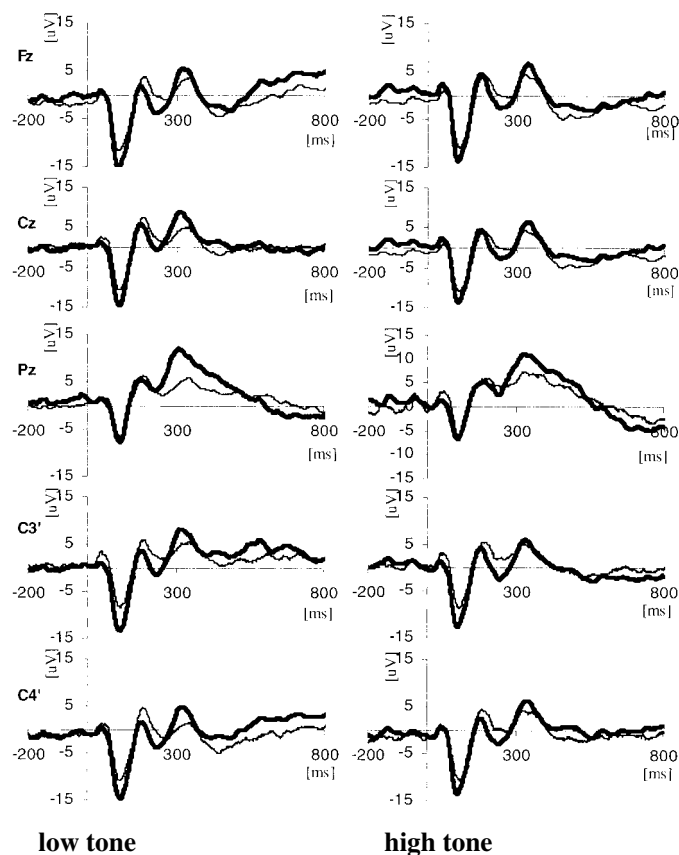 [uV] 15 [uV] 15
Fz 5 5
-200 -5 300 800 -200 -5 300 800
[ms] [ms]
-15 -15
[uV] 15 [uV] 15
Cz 5 5
-200 -5 300 800 -200 -5 300 800
[ms] [ms]
-15 -15
[uV] 15 [uV] 15
10
Pz 5 5
-200 -5 300 800 -200 -5 300 800
-10
[ms] [ms]
-15 -15
[uV] 15 [uV] 15
C3' 5 5
-200 300 800 -200 -5 300 800
[ms] [ms]
-15 -15
[uV] 15 [uV] 15
C4' 5 5
-200 -5 300 800 -200 -5 300 800
[ms] [ms]
-15 -15
low tone high tone